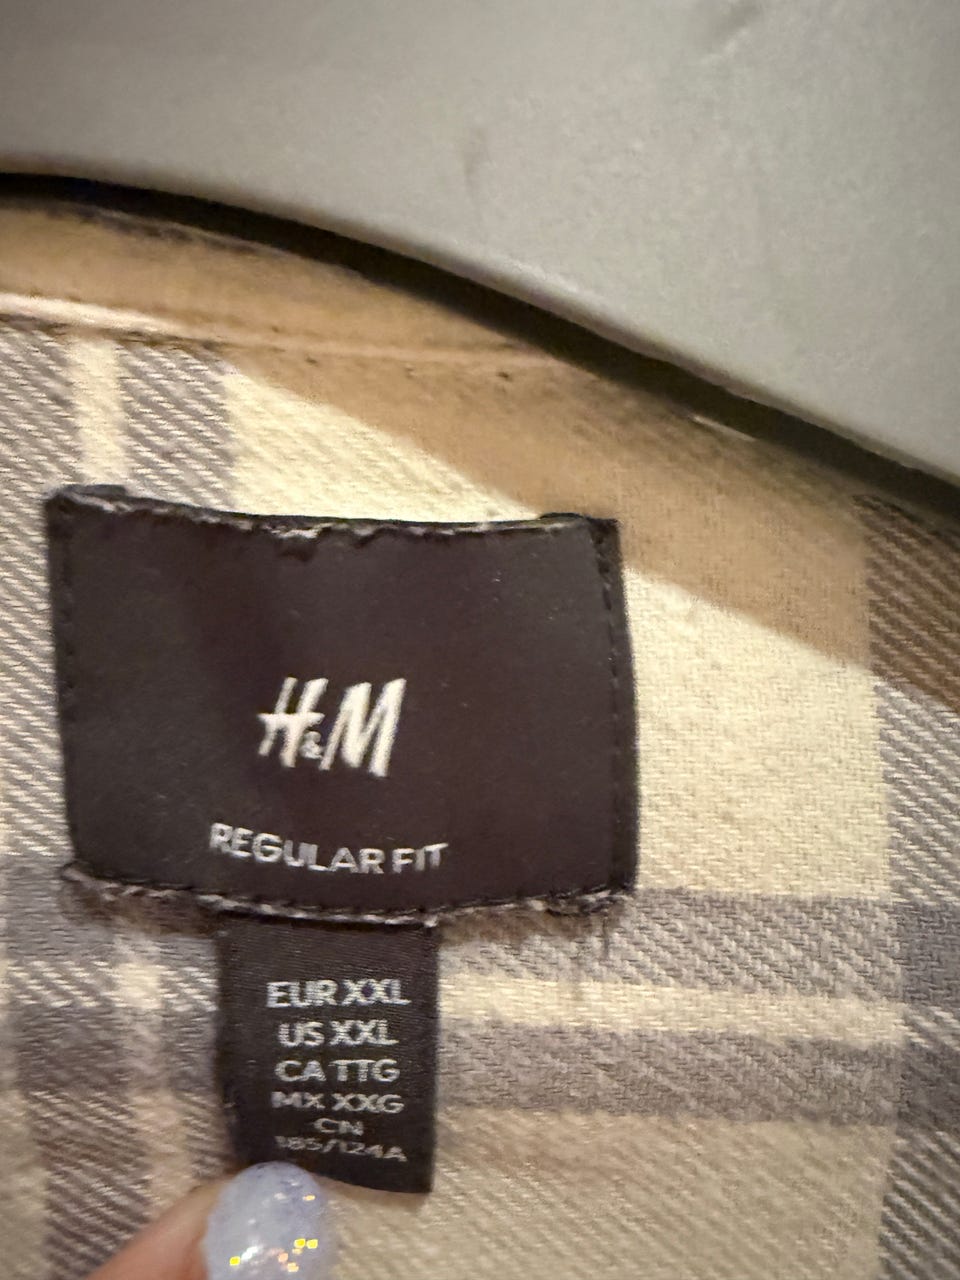 H&M
REGULAR FIT
EUR XXL
US XXL
CA TTG
MX XXG
CN
185/124A